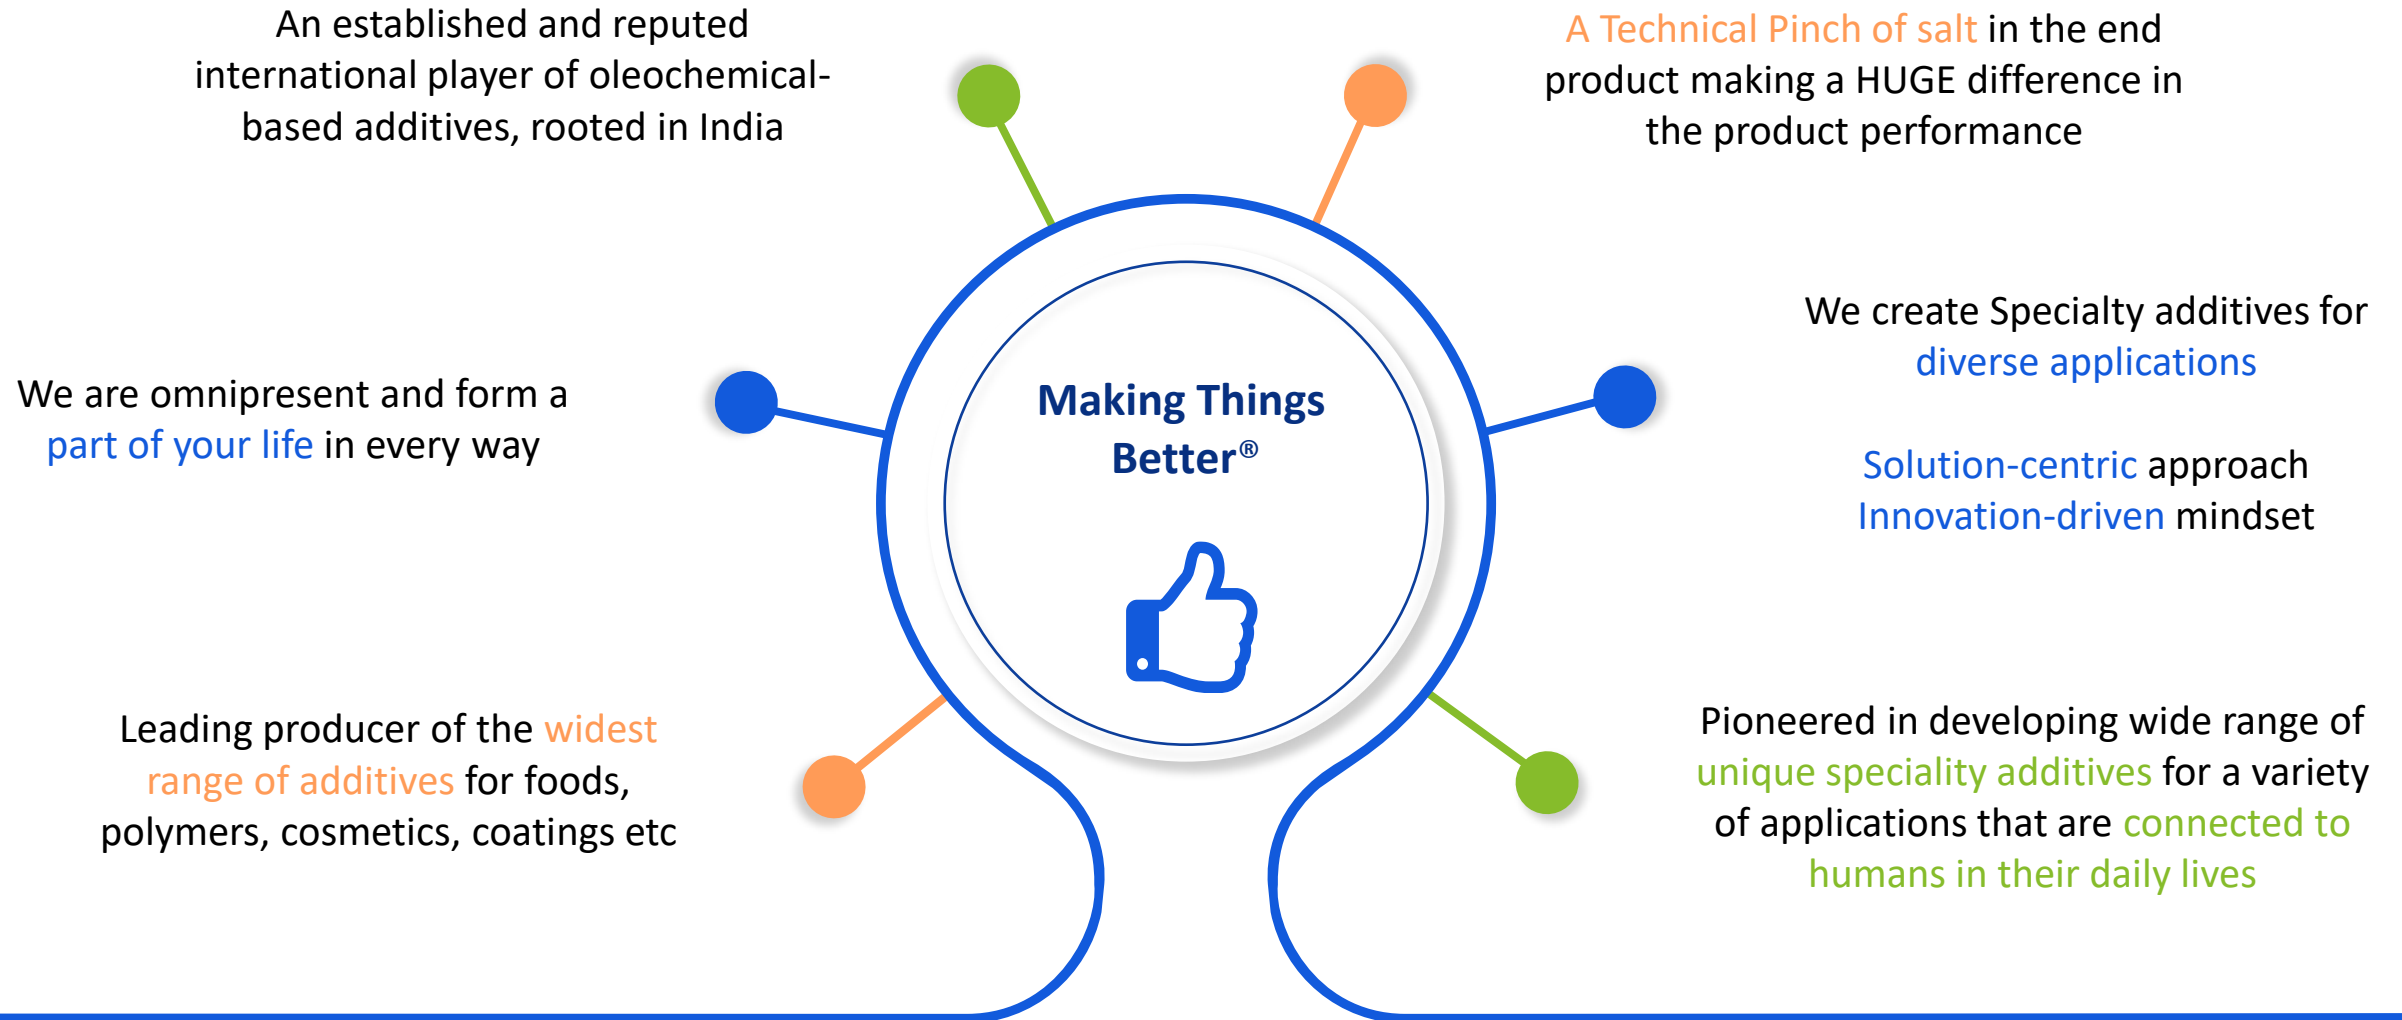 An established and reputed
international player of oleochemical-
based additives, rooted in India
A Technical Pinch of salt in the end
product making a HUGE difference in
the product performance
We are omnipresent and form a
part of your life in every way
Making Things
Better®
We create Specialty additives for
diverse applications
Solution-centric approach
Innovation-driven mindset
Leading producer of the widest
range of additives for foods,
polymers, cosmetics, coatings etc
Pioneered in developing wide range of
unique speciality additives for a variety
of applications that are connected to
humans in their daily lives